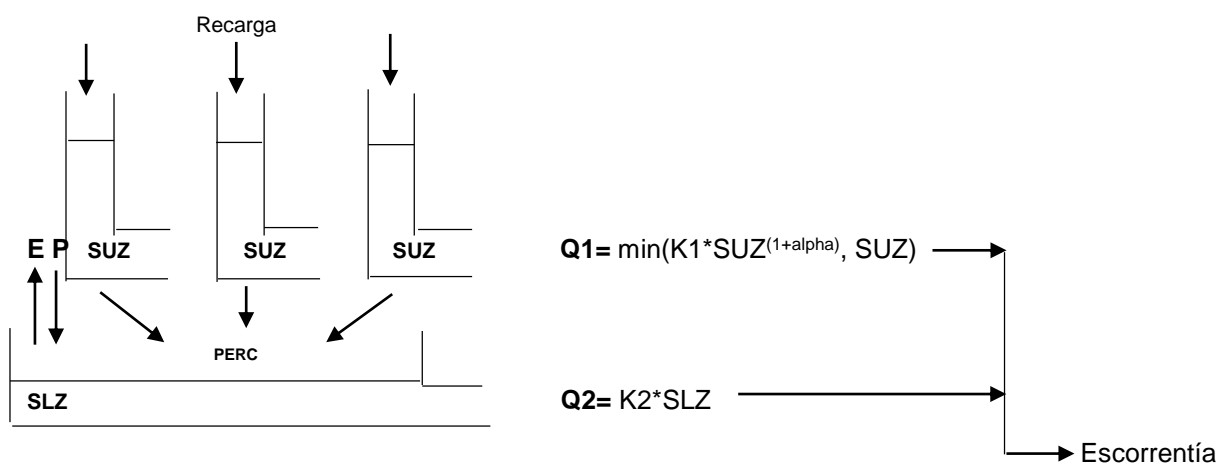 Recarga
E P SUZ SUZ SUZ Q1= min(K1*SUZ^(1+alpha), SUZ)
PERC
SLZ Q2= K2*SLZ
Escorrentía